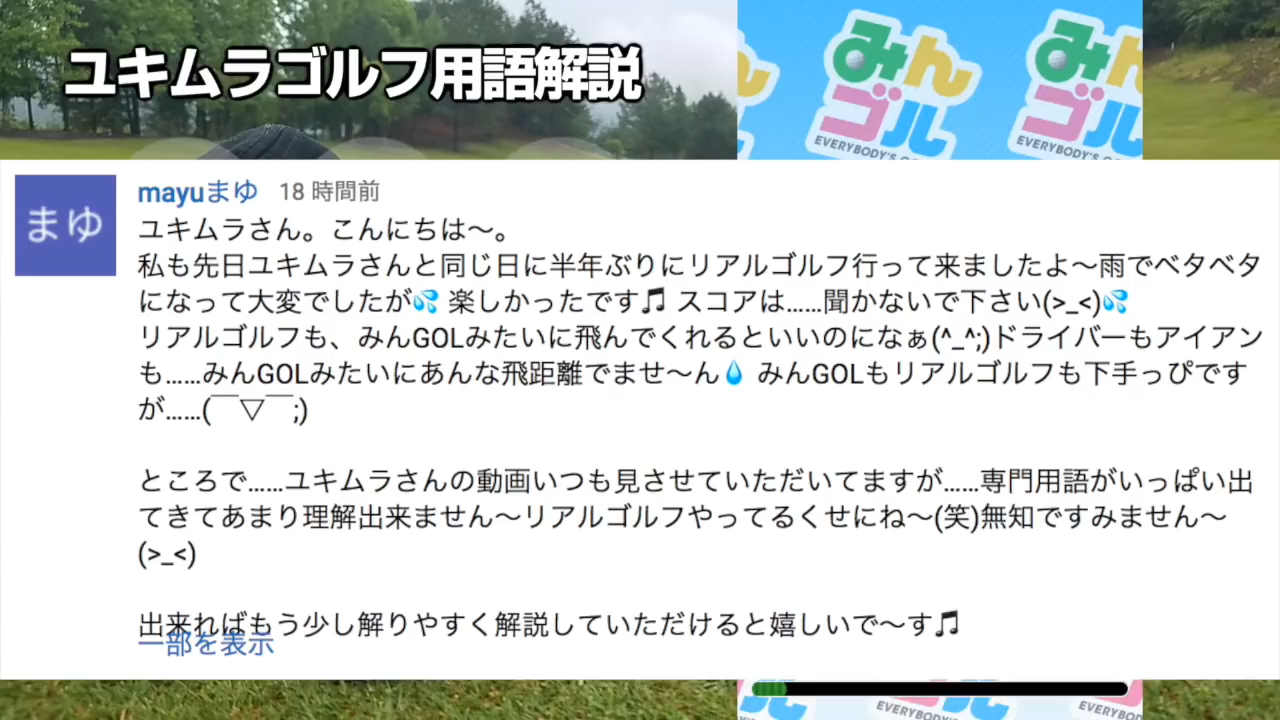 ユキムラゴルフ用語解説
みん
ゴル
EVERYBODY'S
みん
ゴル
EVERYBODY'S
まゆ
mayuまゆ 18 時間前
ユキムラさん。こんにちは〜。
私も先日ユキムラさんと同じ日に半年ぶりにリアルゴルフ行って来ましたよ〜雨でベタベタ
になって大変でしたが💦 楽しかったです🎵 スコアは......聞かないで下さい(>_<)💦
リアルゴルフも、みんGOLみたいに飛んでくれるといいのになぁ(^_^;)ドライバーもアイアン
も......みんGOLみたいにあんな飛距離でませ〜ん💧 みんGOLもリアルゴルフも下手っぴです
が......(￣▽￣;)
ところで......ユキムラさんの動画いつも見させていただいてますが......専門用語がいっぱい出
てきてあまり理解出来ません〜リアルゴルフやってるくせにね〜(笑)無知ですみません〜
(>_<)
出来ればもう少し解りやすく解説していただけると嬉しいで〜す🎵
一部を表示
EVERYBODY'S
EVERYBODY